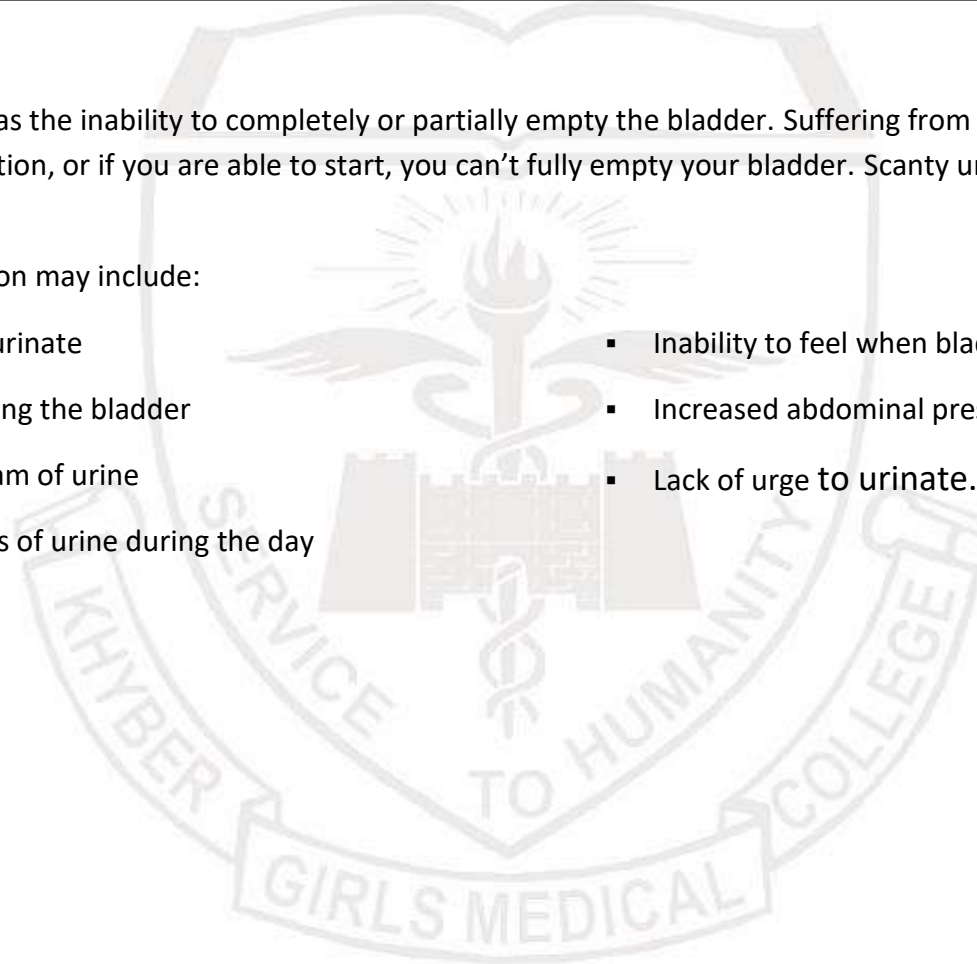 as the inability to completely or partially empty the bladder. Suffering from
tion, or if you are able to start, you can’t fully empty your bladder. Scanty ur
on may include:
urinate
ng the bladder
am of urine
s of urine during the day
▪ Inability to feel when blad
▪ Increased abdominal pres
▪ Lack of urge to urinate.
SERVICE TO HUMANITY
KHYBER GIRLS MEDICAL COLLEGE